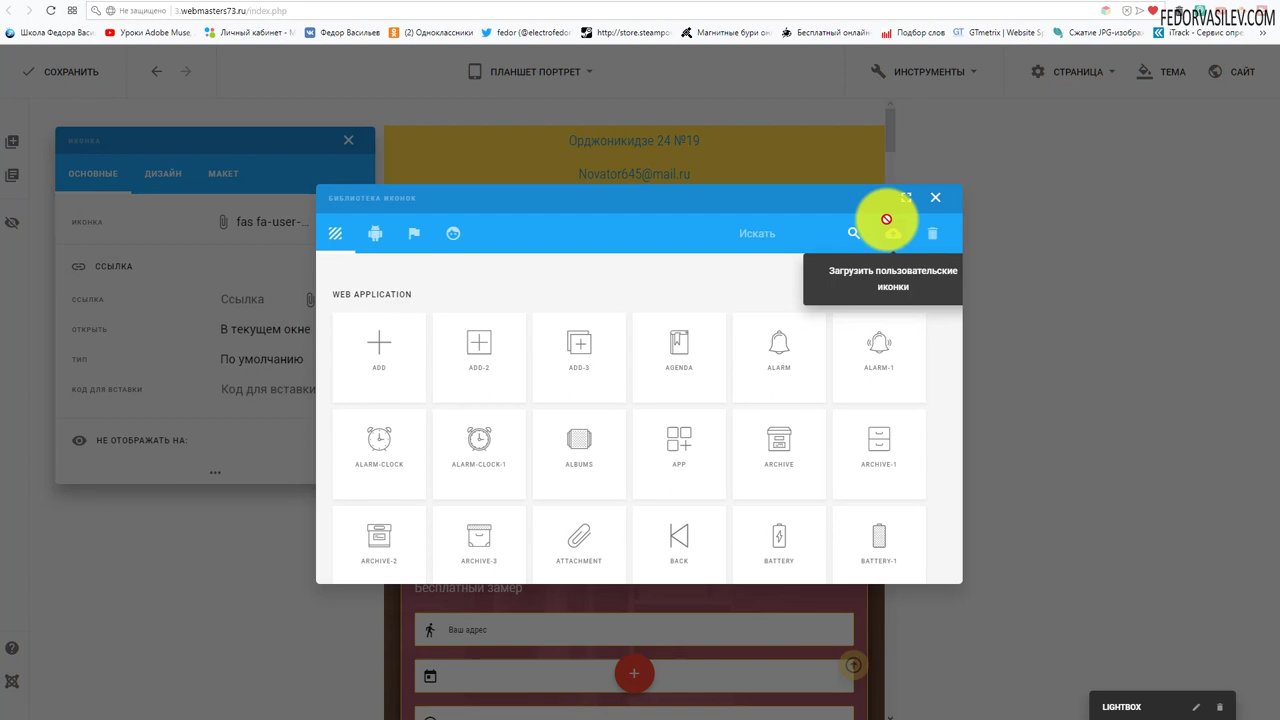 Не защищено
3.webmasters73.ru/index.php
FEDORVASILEV.COM
Школа Федора Васи
Уроки Adobe Muse,
Личный кабинет - М
Федор Васильев
(2) Одноклассники
fedor (@electrofedor)
http://store.steampov
Магнитные бури он
Бесплатный онлайн
Подбор слов
GTmetrix | Website Sp
Сжатие JPG-изображ
iTrack - Сервис опре
СОХРАНИТЬ
ПЛАНШЕТ ПОРТРЕТ
ИНСТРУМЕНТЫ
СТРАНИЦА
ТЕМА
САЙТ
Орджоникидзе 24 №19
Novator645@mail.ru
ИКОНКА
ОСНОВНЫЕ
ДИЗАЙН
МАКЕТ
ИКОНКА
fas fa-user-...
ССЫЛКА
ССЫЛКА
Ссылка
ОТКРЫТЬ
В текущем окне
ТИП
По умолчанию
КОД ДЛЯ ВСТАВКИ
Код для вставки
НЕ ОТОБРАЖАТЬ НА:
БИБЛИОТЕКА ИКОНОК
Искать
Загрузить пользовательские
иконки
WEB APPLICATION
ADD
ADD-2
ADD-3
AGENDA
ALARM
ALARM-1
ALARM-CLOCK
ALARM-CLOCK-1
ALBUMS
APP
ARCHIVE
ARCHIVE-1
ARCHIVE-2
ARCHIVE-3
ATTACHMENT
BACK
BATTERY
BATTERY-1
Бесплатный замер
Ваш адрес
LIGHTBOX